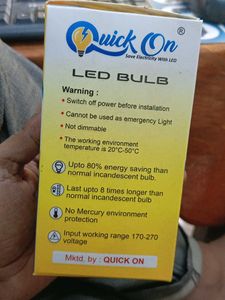 Quick On ®
Save Electricity With LED
LED BULB
Warning :
• Switch off power before installation
• Cannot be used as emergency Light
• Not dimmable
• The working environment
temperature is 20°C-50°C
Upto 80% energy saving than
normal incandescent bulb.
Last upto 8 times longer than
normal incandescent bulb.
No Mercury environment
protection
Input working range 170-270
voltage
Mktd. by : QUICK ON